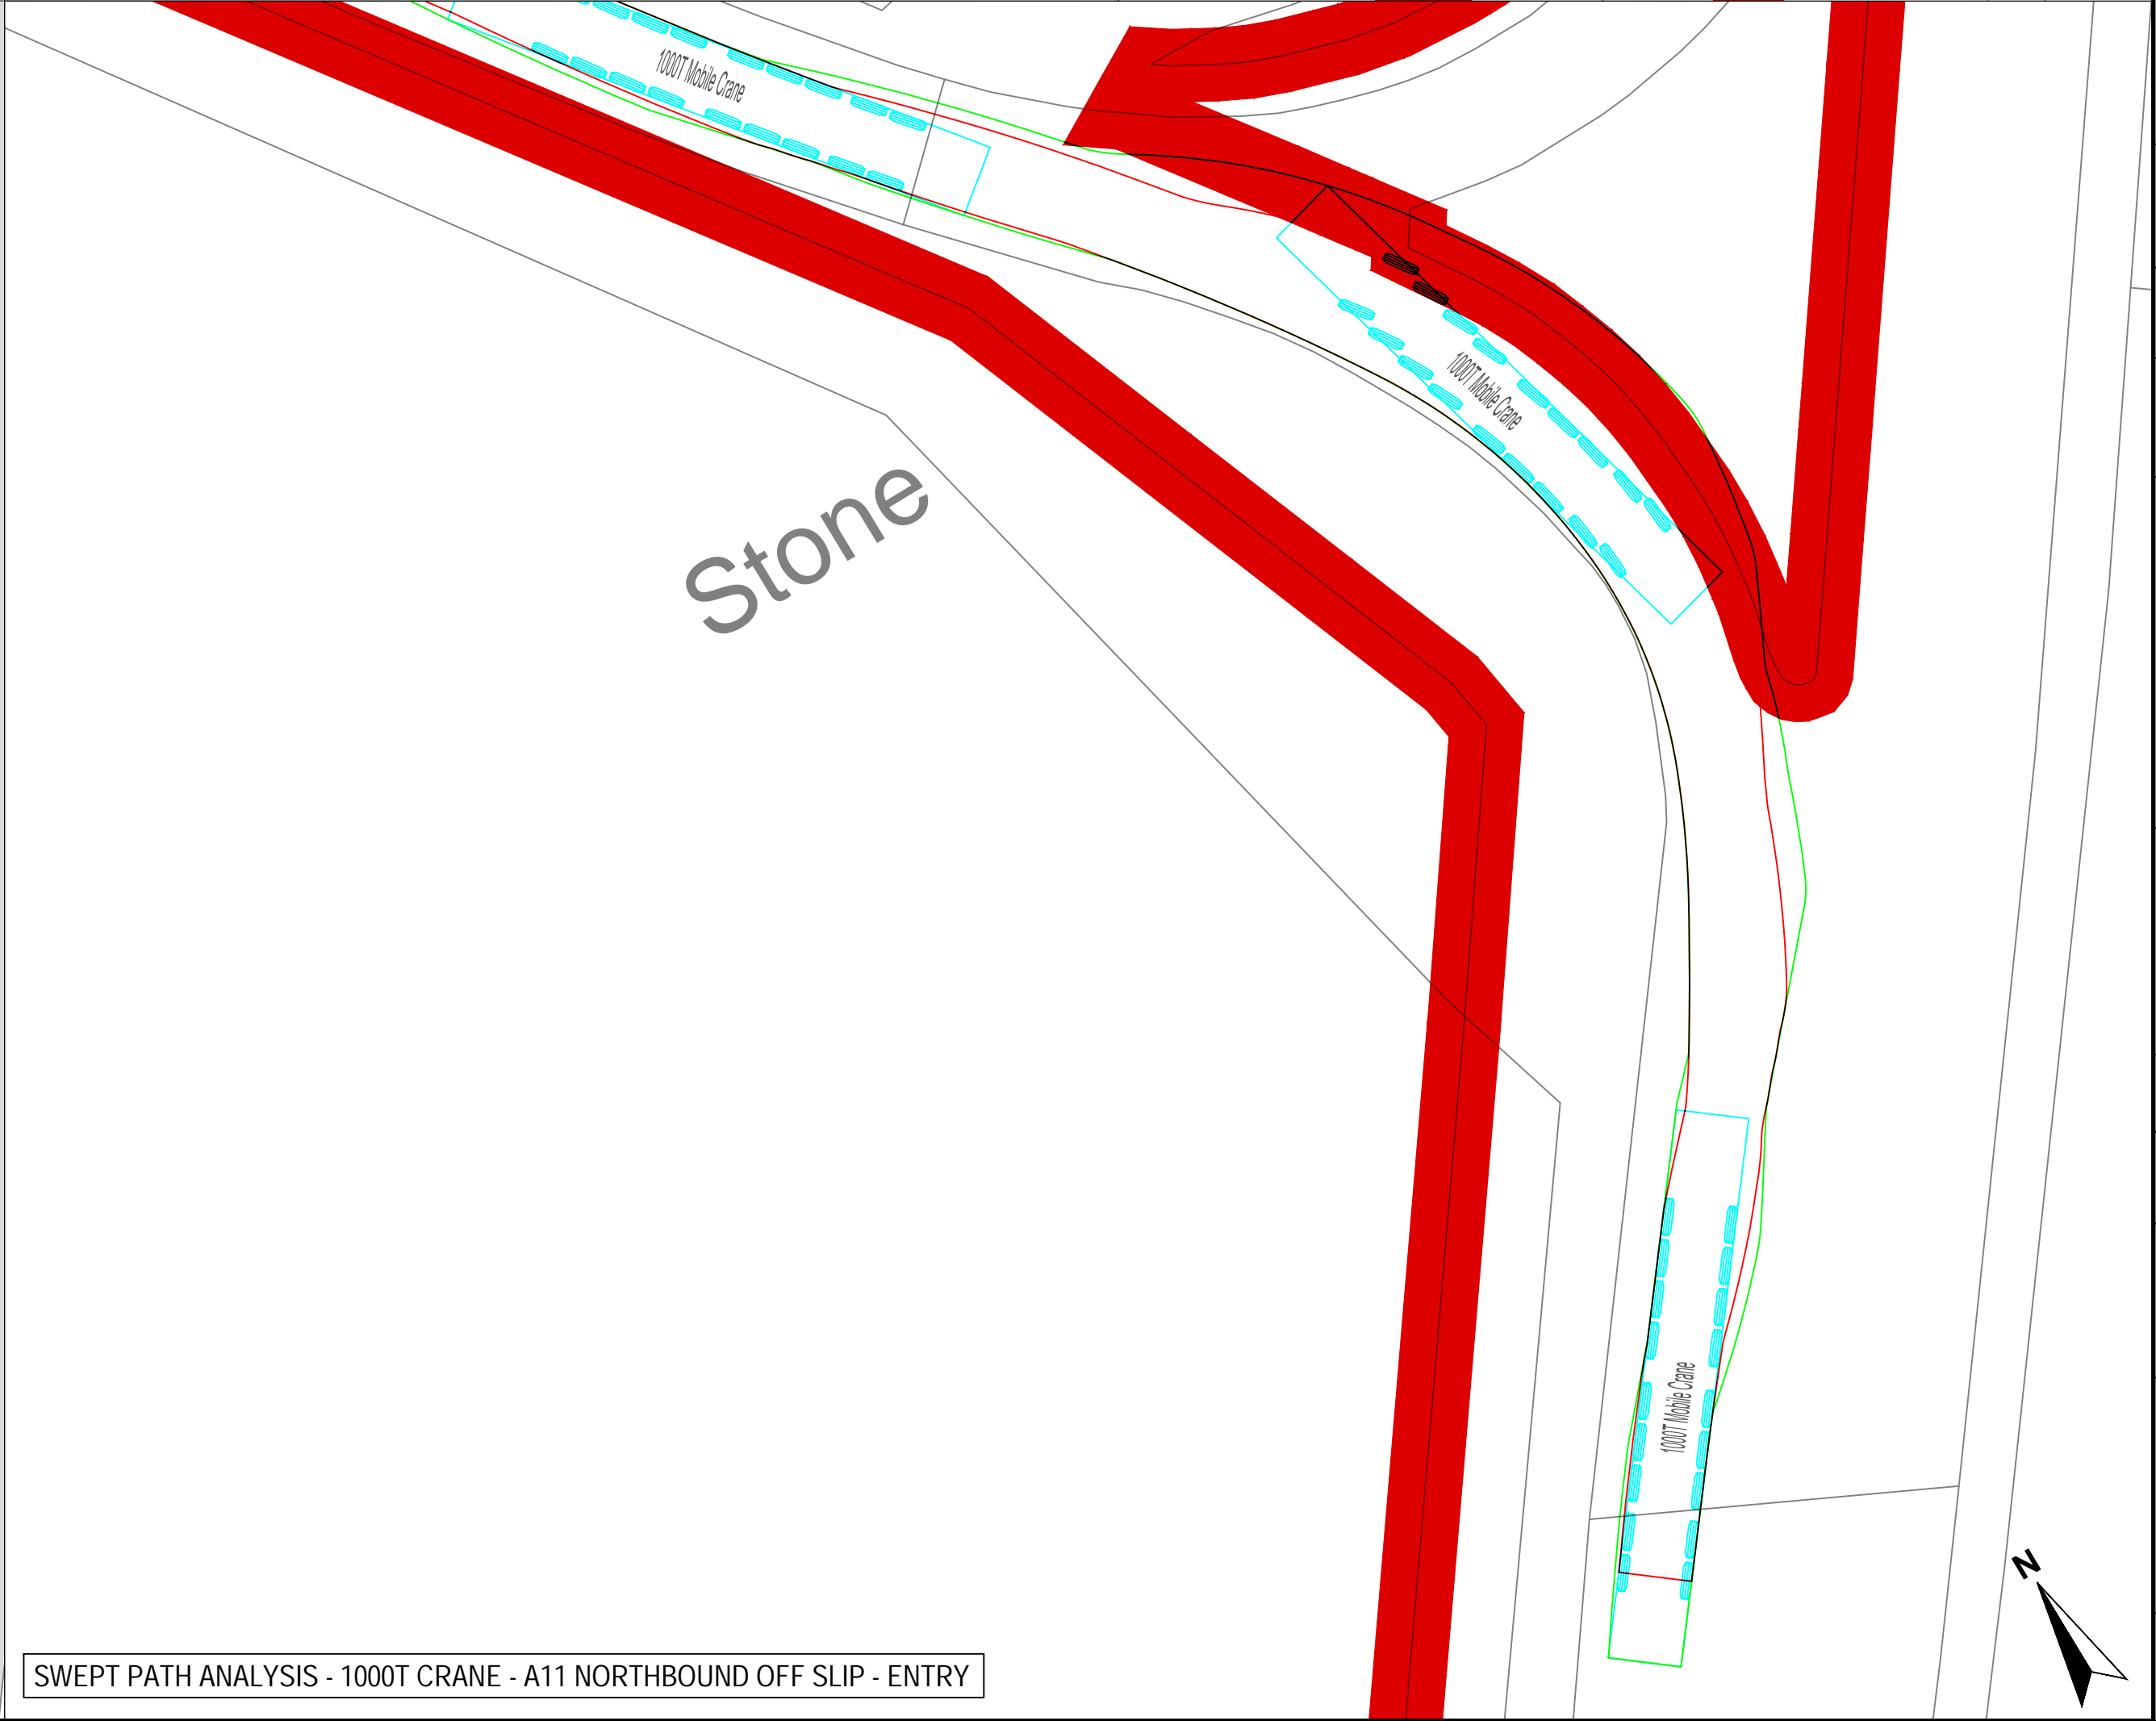 1000T Mobile Crane
1000T Mobile Crane
Stone
1000T Mobile Crane
N
SWEPT PATH ANALYSIS - 1000T CRANE - A11 NORTHBOUND OFF SLIP - ENTRY